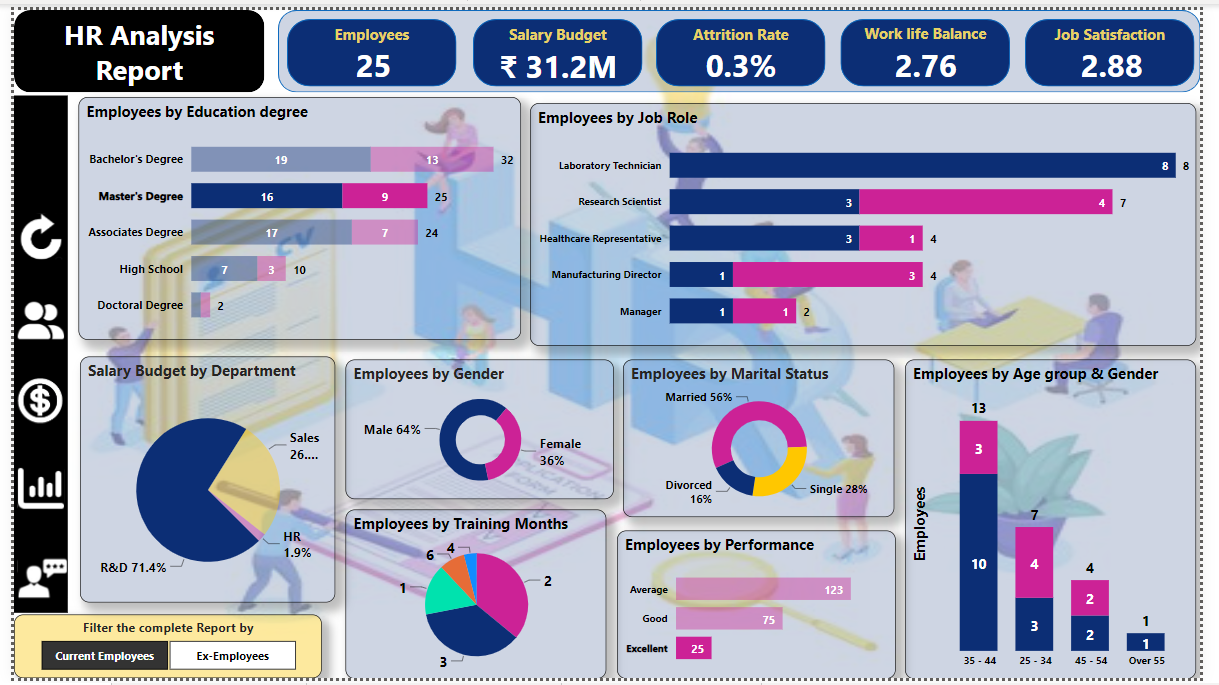 HR Analysis
Report
Employees
25
Salary Budget
₹ 31.2M
Attrition Rate
0.3%
Work life Balance
2.76
Job Satisfaction
2.88
Employees by Education degree
Bachelor's Degree 19 13 32
Master's Degree 16 9 25
Associates Degree 17 7 24
High School 7 3 10
Doctoral Degree 2
Employees by Job Role
Laboratory Technician 8 8
Research Scientist 3 4 7
Healthcare Representative 3 1 4
Manufacturing Director 1 3 4
Manager 1 1 2
Salary Budget by Department
Sales
26....
HR
1.9%
R&D 71.4%
Employees by Gender
Male 64%
Female
36%
Employees by Marital Status
Married 56%
Divorced
16%
Single 28%
Employees by Age group & Gender
Employees
13
3
10
7
4
3
4
2
2
1
1
35 - 44
25 - 34
45 - 54
Over 55
Employees by Training Months
6
4
2
1
3
Employees by Performance
Average 123
Good 75
Excellent 25
Filter the complete Report by
Current Employees
Ex-Employees
CV